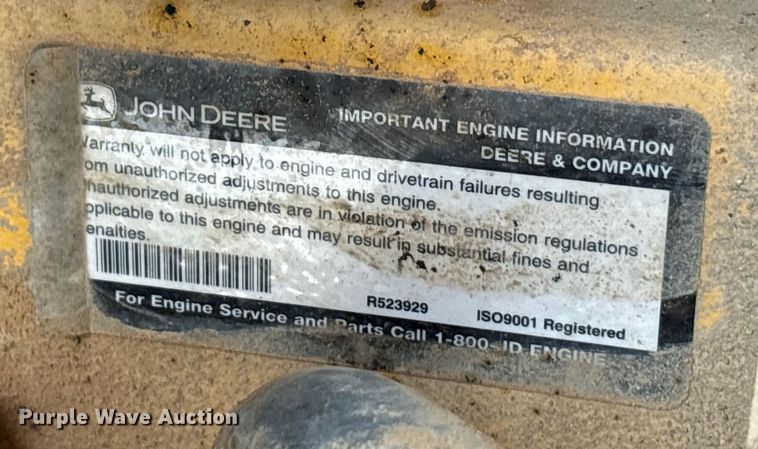 JOHN DEERE
IMPORTANT ENGINE INFORMATION
DEERE & COMPANY
Warranty will not apply to engine and drivetrain failures resulting
om unauthorized adjustments to this engine.
nauthorized adjustments are in violation of the emission regulations
pplicable to this engine and may result in substantial fines and
enalties.
R523929
ISO9001 Registered
For Engine Service and Parts Call 1-800-JD ENGINE
Purple Wave Auction